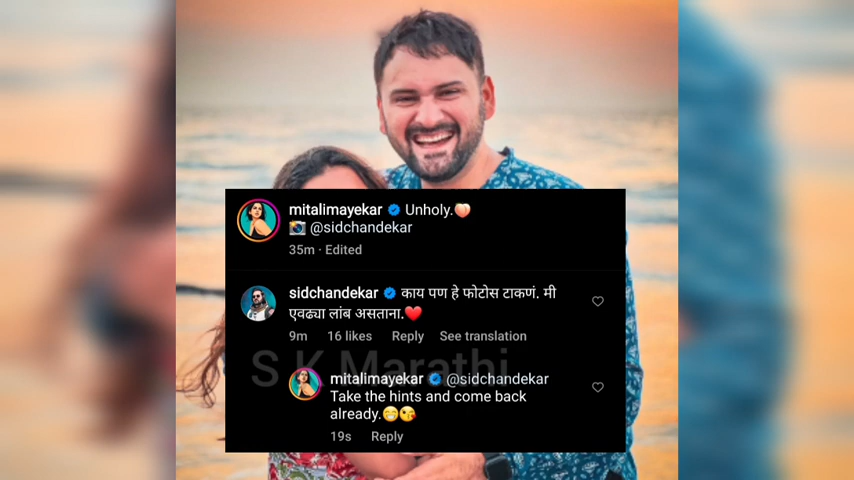 mitalimayekar Unholy.🍑
📸 @sidchandekar
35m · Edited
sidchandekar काय पण हे फोटोस टाकणं. मी
एवढ्या लांब असताना.❤️
9m 16 likes Reply See translation
S K Marathi
mitalimayekar @sidchandekar
Take the hints and come back
already.😁😘
19s Reply